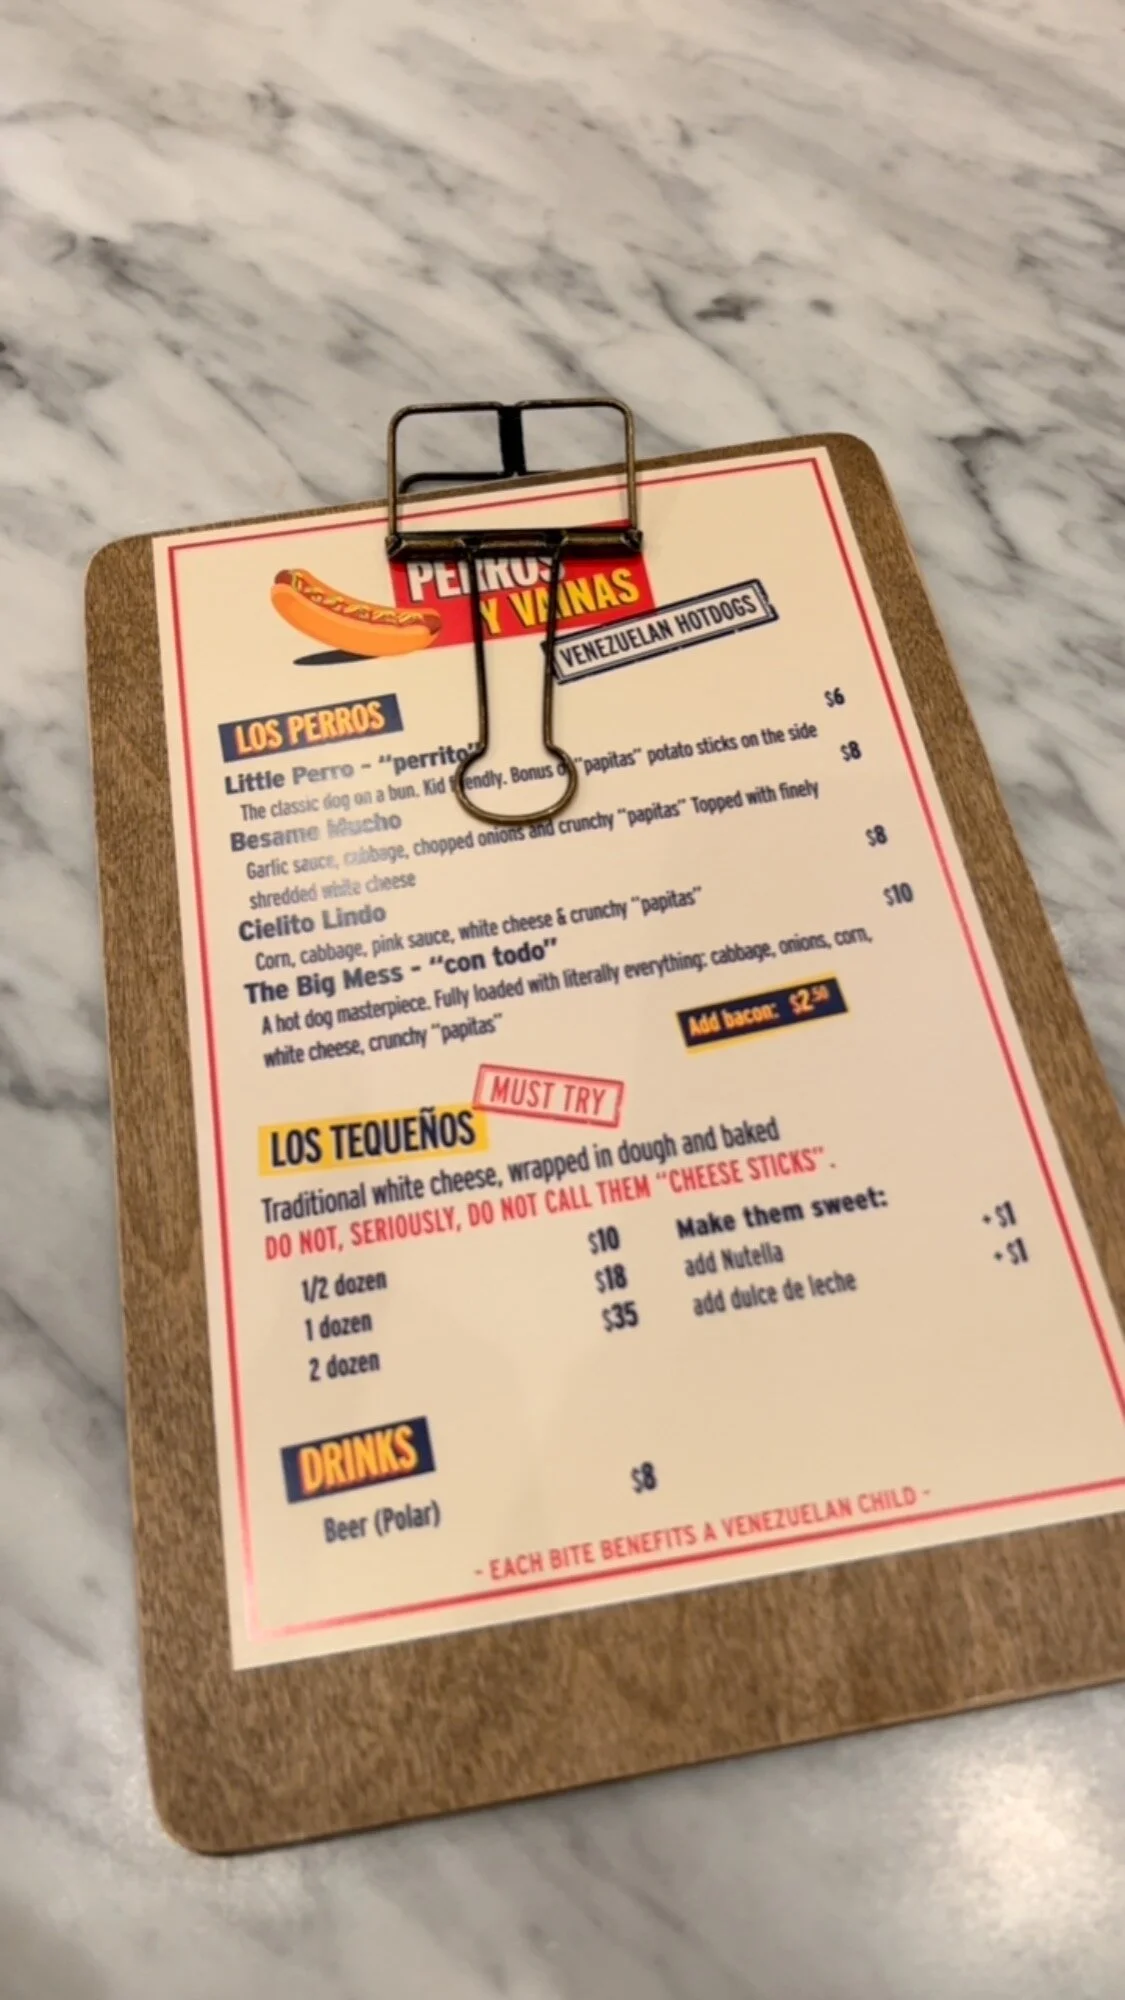 PERROS
Y VAINAS
VENEZUELAN HOTDOGS
LOS PERROS
Little Perro - "perrito" $6
The classic dog on a bun. Kid friendly. Bonus of "papitas" potato sticks on the side
Besame Mucho $8
Garlic sauce, cabbage, chopped onions and crunchy "papitas" Topped with finely
shredded white cheese
Cielito Lindo $8
Corn, cabbage, pink sauce, white cheese & crunchy "papitas"
The Big Mess - "con todo" $10
A hot dog masterpiece. Fully loaded with literally everything: cabbage, onions, corn,
white cheese, crunchy "papitas"
Add bacon: $2.50
MUST TRY
LOS TEQUEÑOS
Traditional white cheese, wrapped in dough and baked
DO NOT, SERIOUSLY, DO NOT CALL THEM "CHEESE STICKS".
1/2 dozen $10
1 dozen $18
2 dozen $35
Make them sweet:
add Nutella + $1
add dulce de leche + $1
DRINKS
Beer (Polar) $8
- EACH BITE BENEFITS A VENEZUELAN CHILD -